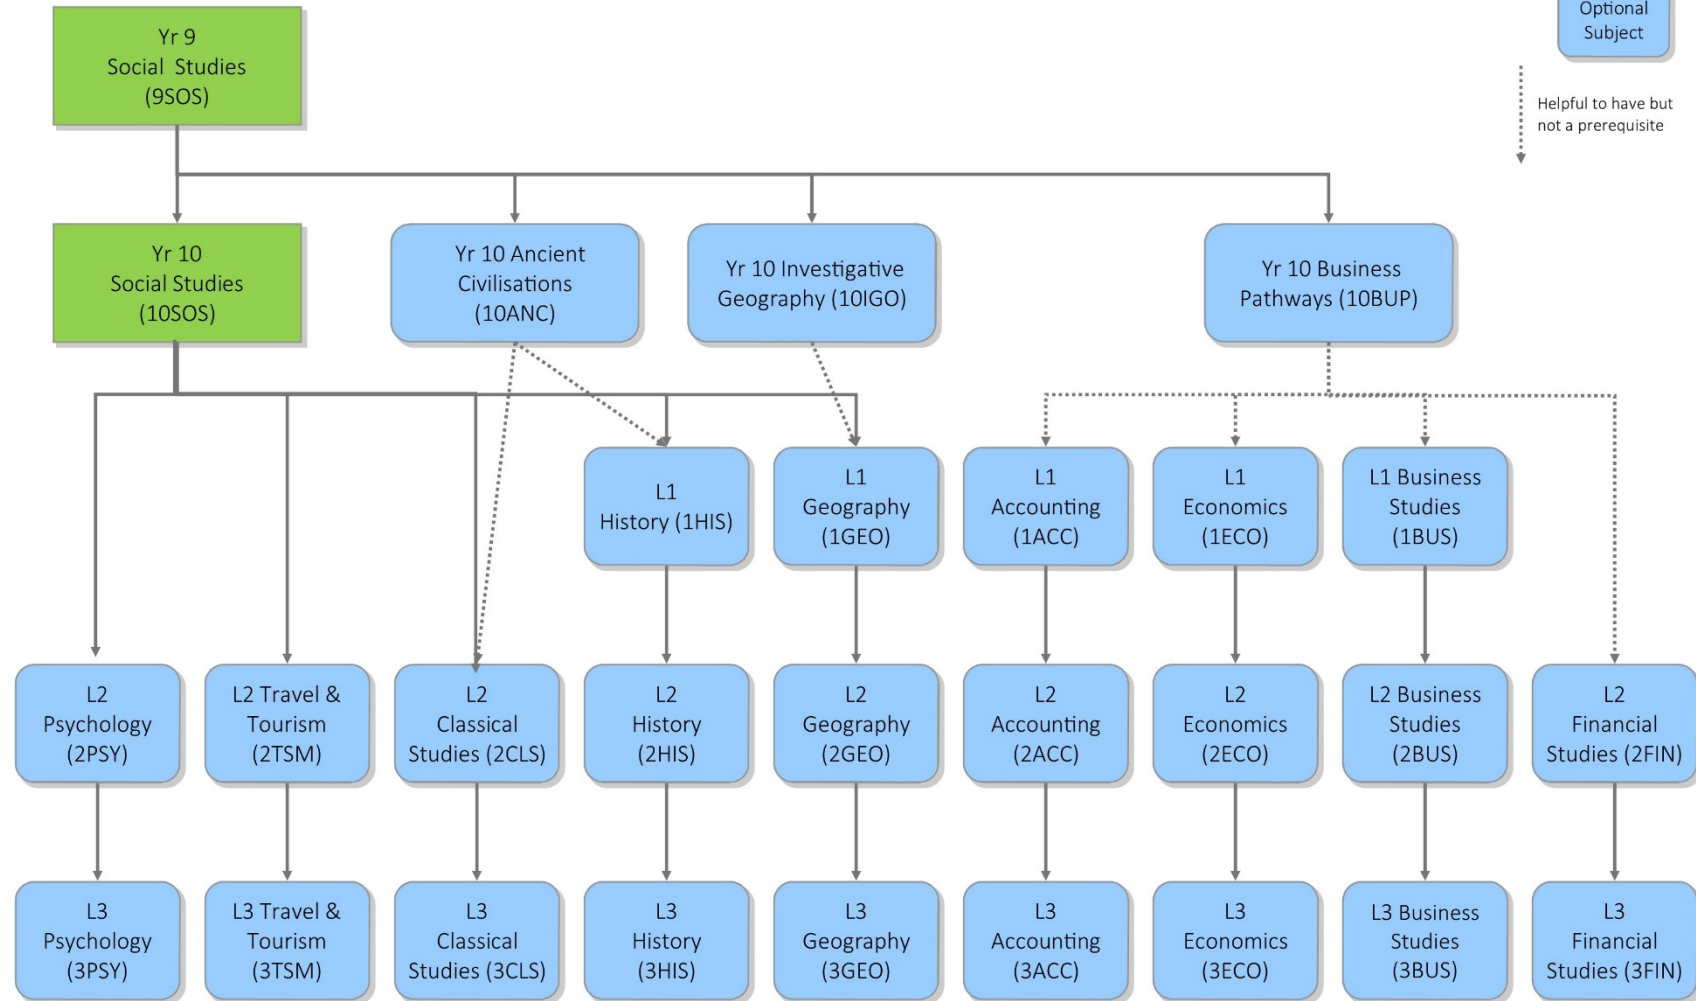 Optional
Subject
Helpful to have but
not a prerequisite
Yr 9
Social Studies
(9SOS)
Yr 10
Social Studies
(10SOS)
Yr 10 Ancient
Civilisations
(10ANC)
Yr 10 Investigative
Geography (10IGO)
Yr 10 Business
Pathways (10BUP)
L1
History (1HIS)
L1
Geography
(1GEO)
L1
Accounting
(1ACC)
L1
Economics
(1ECO)
L1 Business
Studies
(1BUS)
L2
Psychology
(2PSY)
L2 Travel &
Tourism
(2TSM)
L2
Classical
Studies (2CLS)
L2
History
(2HIS)
L2
Geography
(2GEO)
L2
Accounting
(2ACC)
L2
Economics
(2ECO)
L2 Business
Studies
(2BUS)
L2
Financial
Studies (2FIN)
L3
Psychology
(3PSY)
L3 Travel &
Tourism
(3TSM)
L3
Classical
Studies (3CLS)
L3
History
(3HIS)
L3
Geography
(3GEO)
L3
Accounting
(3ACC)
L3
Economics
(3ECO)
L3 Business
Studies
(3BUS)
L3
Financial
Studies (3FIN)